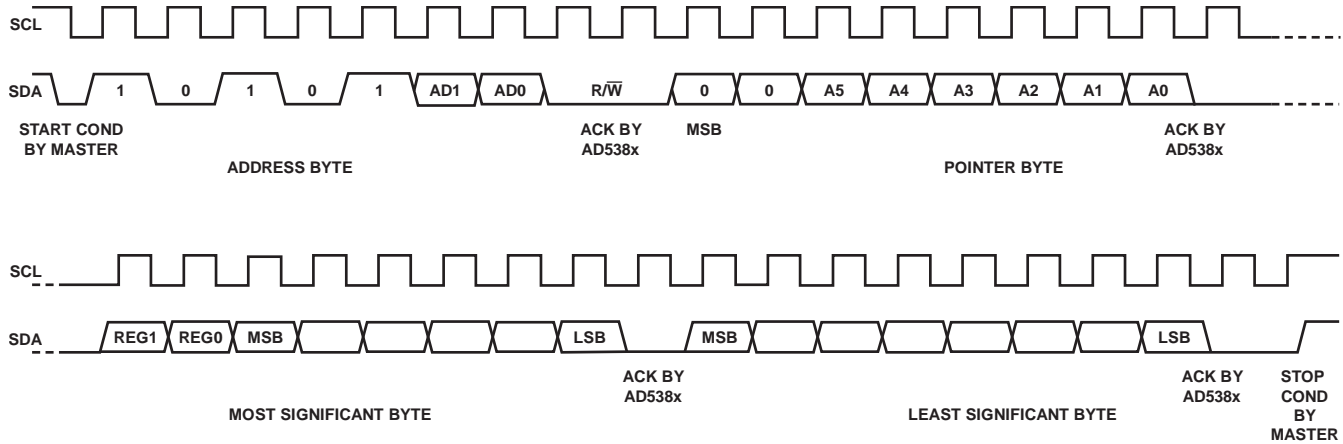 SCL
SDA 1 0 1 0 1 AD1 AD0 R/W̅ 0 0 A5 A4 A3 A2 A1 A0
START COND
BY MASTER
ACK BY
AD538x
MSB
ACK BY
AD538x
ADDRESS BYTE
POINTER BYTE
SCL
SDA REG1 REG0 MSB LSB MSB LSB
ACK BY
AD538x
ACK BY
AD538x
STOP
COND
BY
MASTER
MOST SIGNIFICANT BYTE
LEAST SIGNIFICANT BYTE